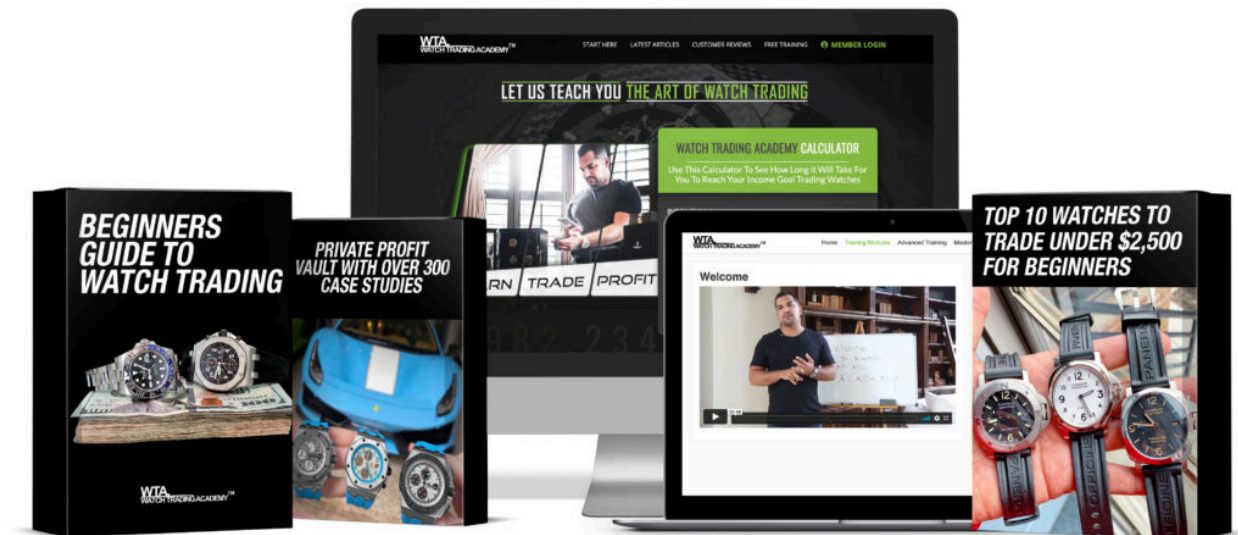 WTA
WATCH TRADING ACADEMY™
START HERE
LATEST ARTICLES
CUSTOMER REVIEWS
FREE TRAINING
MEMBER LOGIN
LET US TEACH YOU THE ART OF WATCH TRADING
WATCH TRADING ACADEMY CALCULATOR
Use This Calculator To See How Long It Will Take For
You To Reach Your Income Goal Trading Watches
TRADE
PROFIT
BEGINNERS
GUIDE TO
WATCH TRADING
WTA
WATCH TRADING ACADEMY™
PRIVATE PROFIT
VAULT WITH OVER 300
CASE STUDIES
WTA
WATCH TRADING ACADEMY™
Home
Training Modules
Advanced Training
Welcome
TOP 10 WATCHES TO
TRADE UNDER $2,500
FOR BEGINNERS